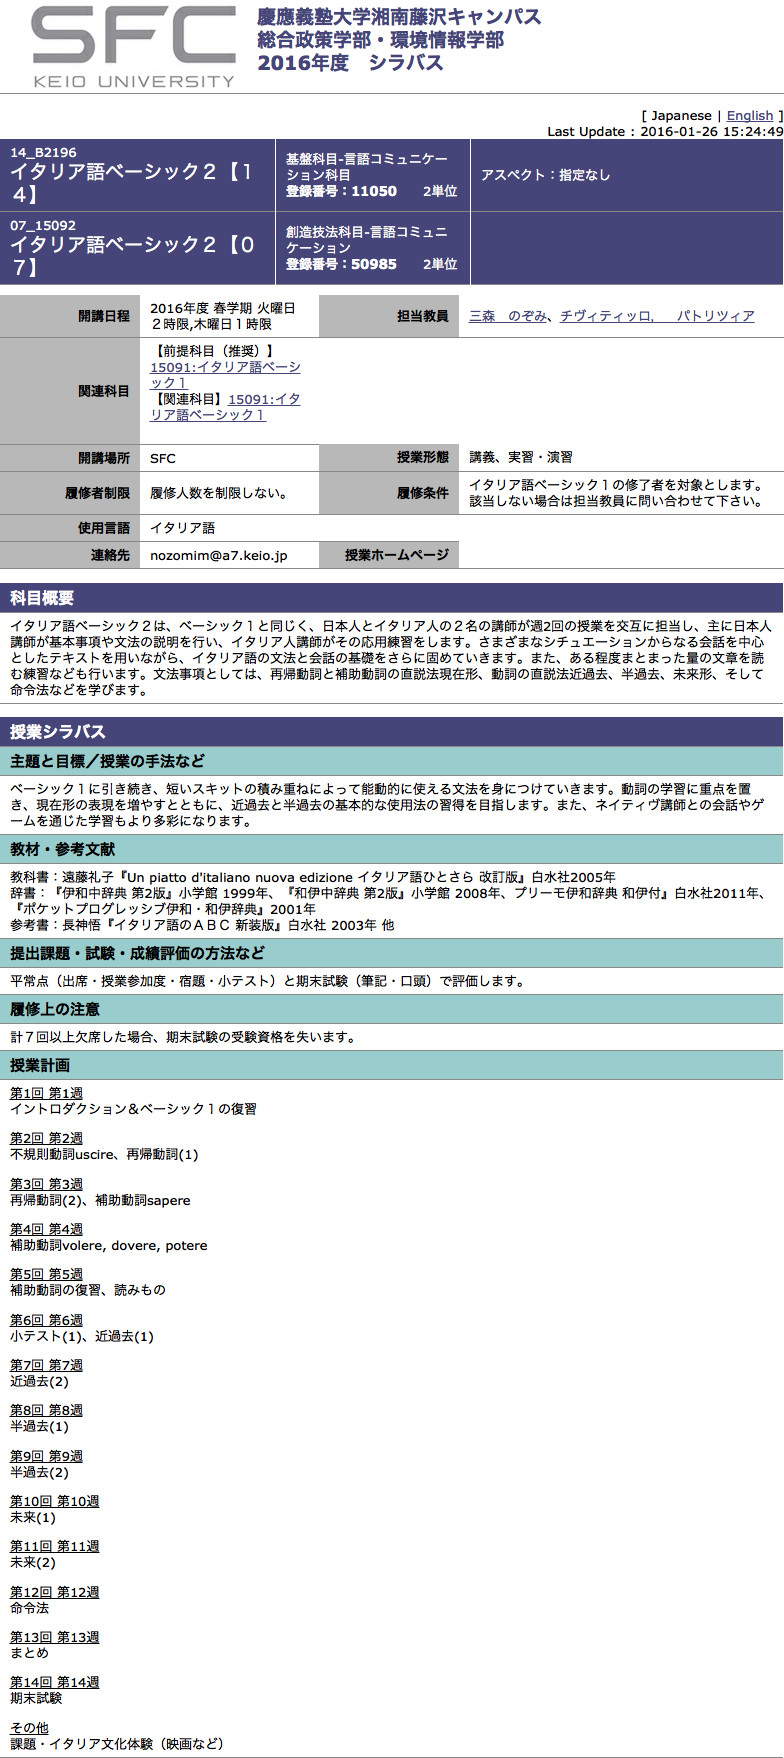 SFC
KEIO UNIVERSITY
慶應義塾大学湘南藤沢キャンパス
総合政策学部・環境情報学部
2016年度　シラバス
[ Japanese | English ]
Last Update : 2016-01-26 15:24:49
14_B2196
イタリア語ベーシック２【１
４】
基盤科目-言語コミュニケー
ション科目
登録番号：11050　　2単位
アスペクト：指定なし
07_15092
イタリア語ベーシック２【０
７】
創造技法科目-言語コミュニ
ケーション
登録番号：50985　　2単位
開講日程
2016年度 春学期 火曜日
２時限,木曜日１時限
担当教員
三森　のぞみ、チヴィティッロ,　パトリツィア
関連科目
【前提科目（推奨）】
15091:イタリア語ベーシ
ック１
【関連科目】15091:イタ
リア語ベーシック１
開講場所
SFC
授業形態
講義、実習・演習
履修者制限
履修人数を制限しない。
履修条件
イタリア語ベーシック１の修了者を対象とします。
該当しない場合は担当教員に問い合わせて下さい。
使用言語
イタリア語
連絡先
nozomim@a7.keio.jp
授業ホームページ
科目概要
イタリア語ベーシック２は、ベーシック１と同じく、日本人とイタリア人の２名の講師が週2回の授業を交互に担当し、主に日本人
講師が基本事項や文法の説明を行い、イタリア人講師がその応用練習をします。さまざまなシチュエーションからなる会話を中心
としたテキストを用いながら、イタリア語の文法と会話の基礎をさらに固めていきます。また、ある程度まとまった量の文章を読
む練習なども行います。文法事項としては、再帰動詞と補助動詞の直説法現在形、動詞の直説法近過去、半過去、未来形、そして
命令法などを学びます。
授業シラバス
主題と目標／授業の手法など
ベーシック１に引き続き、短いスキットの積み重ねによって能動的に使える文法を身につけていきます。動詞の学習に重点を置
き、現在形の表現を増やすとともに、近過去と半過去の基本的な使用法の習得を目指します。また、ネイティヴ講師との会話やゲ
ームを通じた学習もより多彩になります。
教材・参考文献
教科書：遠藤礼子『Un piatto d'italiano nuova edizione イタリア語ひとさら 改訂版』白水社2005年
辞書：『伊和中辞典 第2版』小学館 1999年、『和伊中辞典 第2版』小学館 2008年、プリーモ伊和辞典 和伊付』白水社2011年、
『ポケットプログレッシブ伊和・和伊辞典』2001年
参考書：長神悟『イタリア語のＡＢＣ 新装版』白水社 2003年 他
提出課題・試験・成績評価の方法など
平常点（出席・授業参加度・宿題・小テスト）と期末試験（筆記・口頭）で評価します。
履修上の注意
計７回以上欠席した場合、期末試験の受験資格を失います。
授業計画
第1回 第1週
イントロダクション＆ベーシック１の復習
第2回 第2週
不規則動詞uscire、再帰動詞(1)
第3回 第3週
再帰動詞(2)、補助動詞sapere
第4回 第4週
補助動詞volere, dovere, potere
第5回 第5週
補助動詞の復習、読みもの
第6回 第6週
小テスト(1)、近過去(1)
第7回 第7週
近過去(2)
第8回 第8週
半過去(1)
第9回 第9週
半過去(2)
第10回 第10週
未来(1)
第11回 第11週
未来(2)
第12回 第12週
命令法
第13回 第13週
まとめ
第14回 第14週
期末試験
その他
課題・イタリア文化体験（映画など）